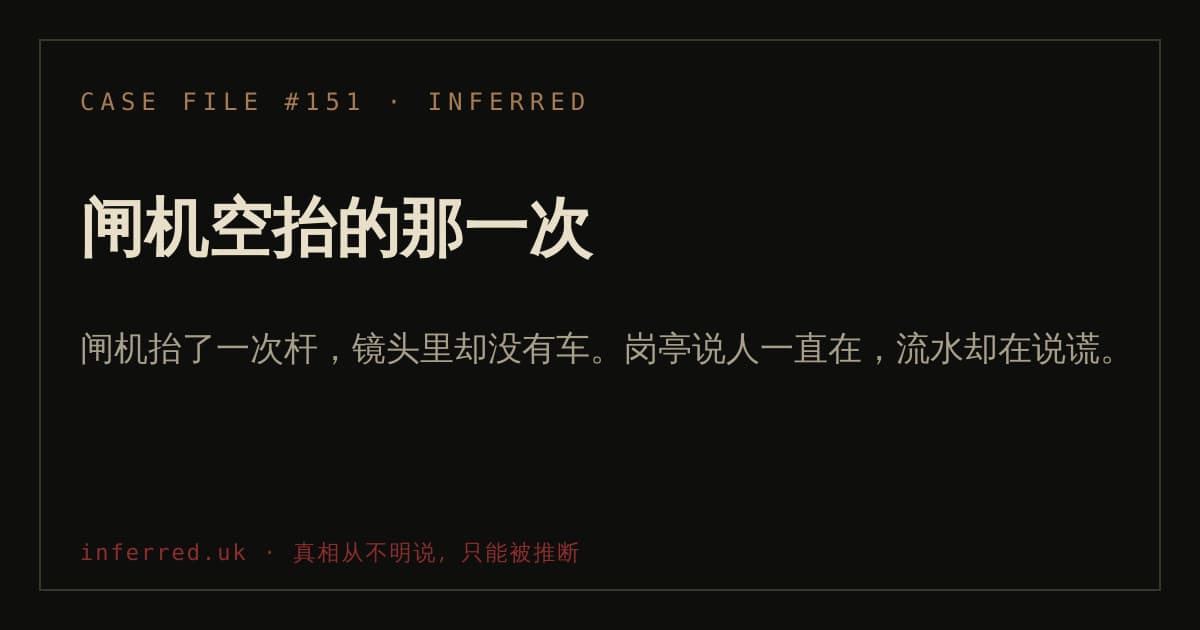 CASE FILE #151 · INFERRED
闸机空抬的那一次
闸机抬了一次杆，镜头里却没有车。岗亭说人一直在，流水却在说谎。
inferred.uk · 真相从不明说，只能被推断